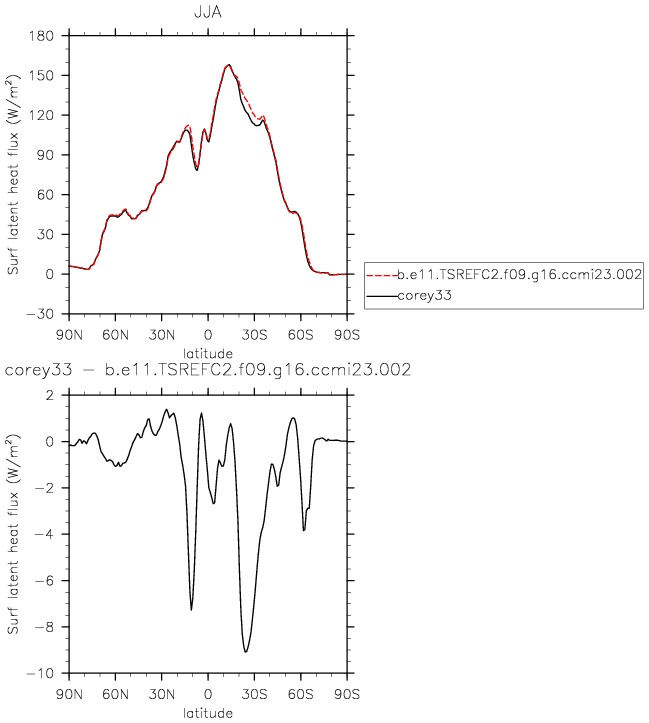 JJA
180
150
120
90
60
30
0
−30
Surf latent heat flux (W/m²)
90N 60N 30N 0 30S 60S 90S
latitude
b.e11.TSREFC2.f09.g16.ccmi23.002
corey33
corey33 − b.e11.TSREFC2.f09.g16.ccmi23.002
2
0
−2
−4
−6
−8
−10
Surf latent heat flux (W/m²)
90N 60N 30N 0 30S 60S 90S
latitude